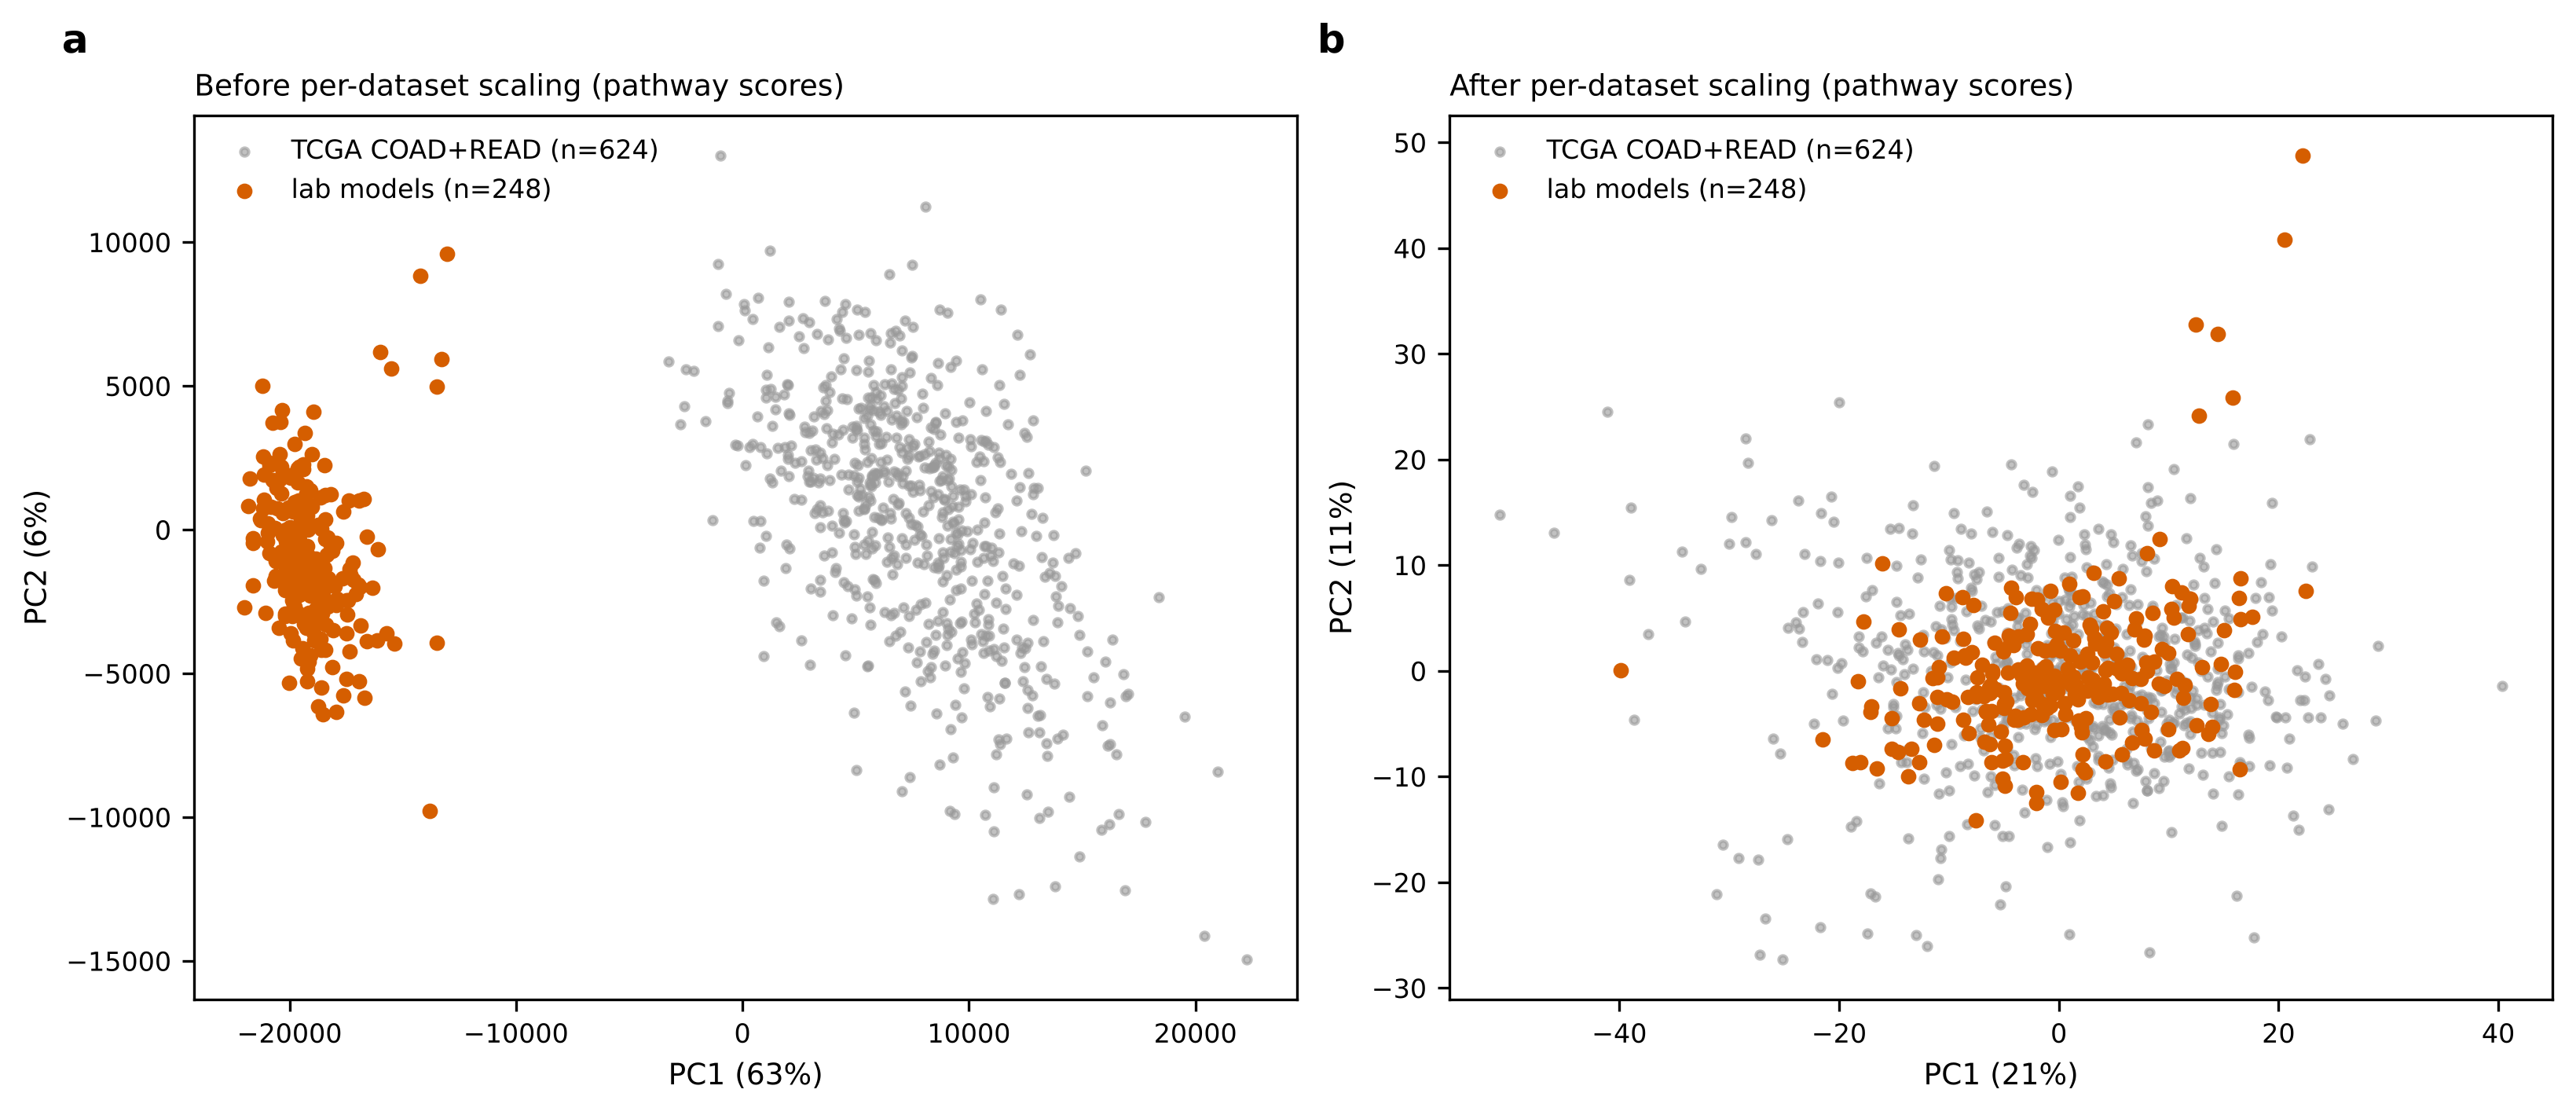 a
Before per-dataset scaling (pathway scores)
TCGA COAD+READ (n=624)
lab models (n=248)
10000
5000
0
−5000
−10000
−15000
PC2 (6%)
−20000 −10000 0 10000 20000
PC1 (63%)
b
After per-dataset scaling (pathway scores)
TCGA COAD+READ (n=624)
lab models (n=248)
50
40
30
20
10
0
−10
−20
−30
PC2 (11%)
−40 −20 0 20 40
PC1 (21%)